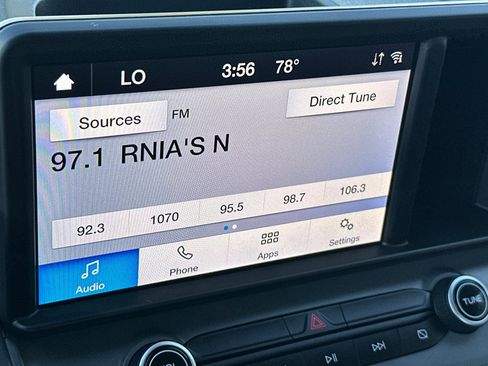 LO 3:56 78°
Sources FM Direct Tune
97.1 RNIA'S N
92.3 1070 95.5 98.7 106.3
Audio Phone Apps Settings
TUNE